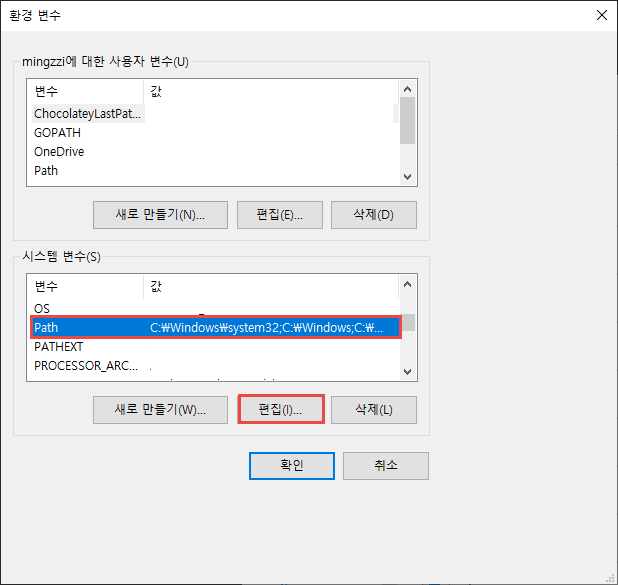 환경 변수
mingzzi에 대한 사용자 변수(U)
변수 값
ChocolateyLastPat...
GOPATH
OneDrive
Path
새로 만들기(N)... 편집(E)... 삭제(D)
시스템 변수(S)
변수 값
OS
Path C:₩Windows₩system32;C:₩Windows;C:₩...
PATHEXT
PROCESSOR_ARC...
새로 만들기(W)... 편집(I)... 삭제(L)
확인 취소